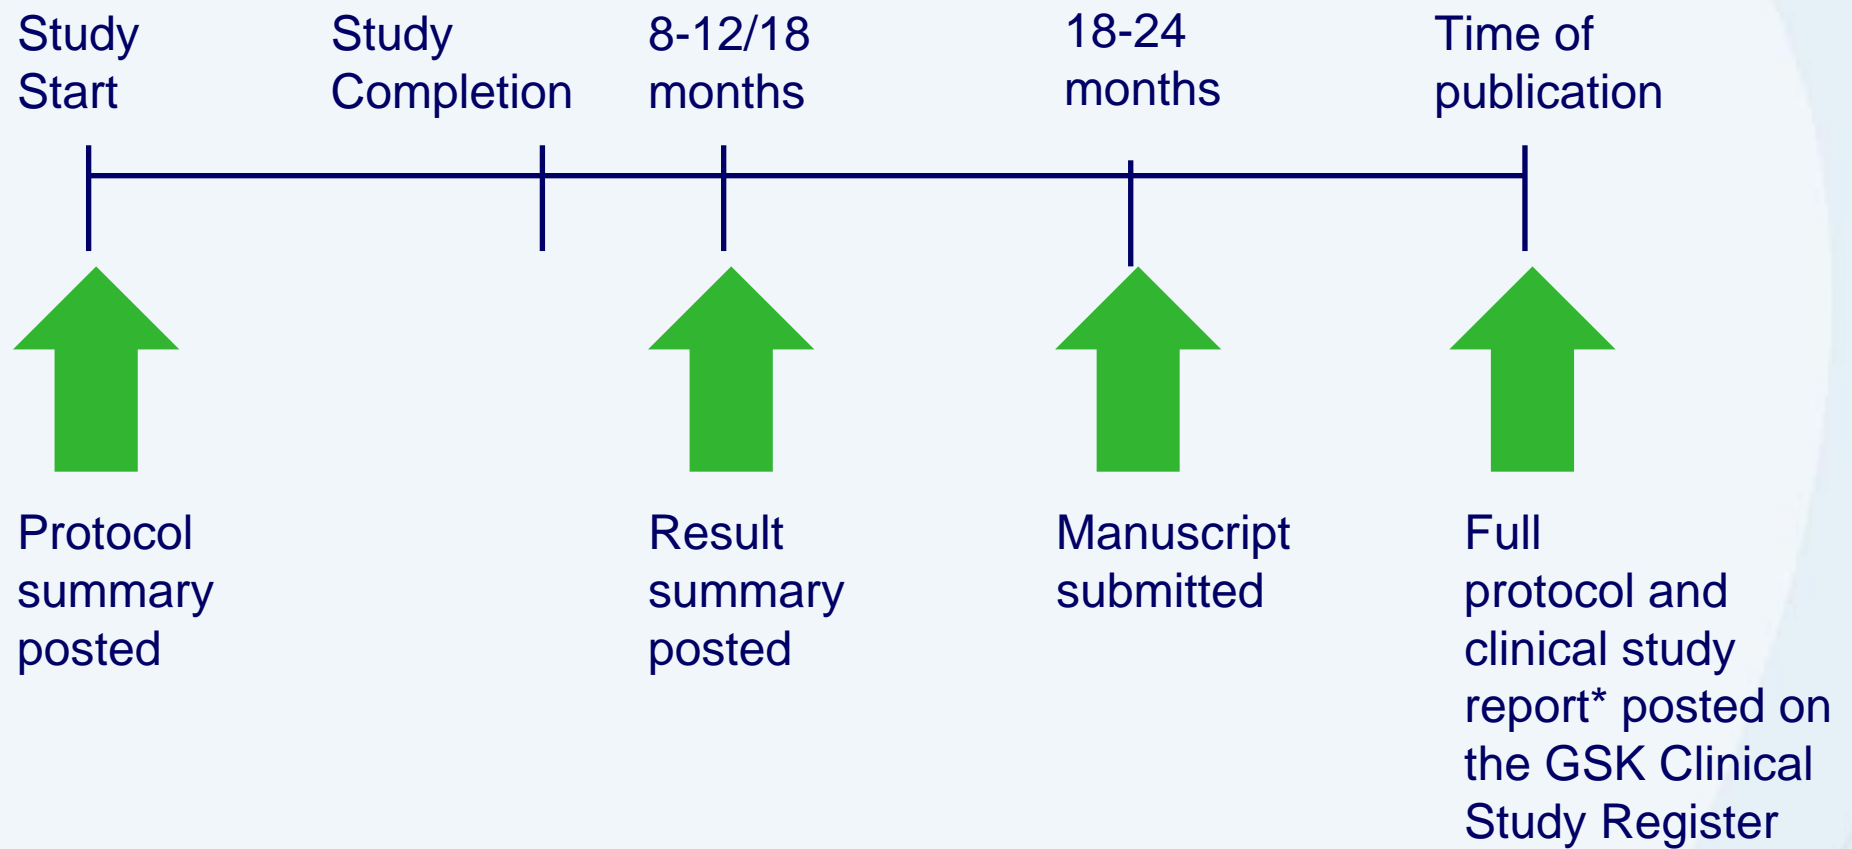 Study
Start
Study
Completion
8-12/18
months
18-24
months
Time of
publication
Protocol
summary
posted
Result
summary
posted
Manuscript
submitted
Full
protocol and
clinical study
report* posted on
the GSK Clinical
Study Register